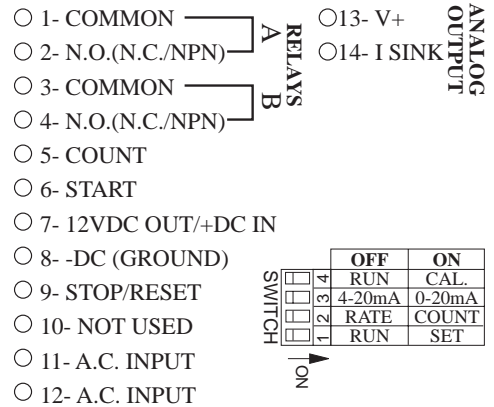 1- COMMON
2- N.O.(N.C./NPN)
A
3- COMMON
4- N.O.(N.C./NPN)
B
RELAYS
5- COUNT
6- START
7- 12VDC OUT/+DC IN
8- -DC (GROUND)
9- STOP/RESET
10- NOT USED
11- A.C. INPUT
12- A.C. INPUT
13- V+
14- I SINK
ANALOG
OUTPUT
OFF ON
4 RUN CAL.
3 4-20mA 0-20mA
2 RATE COUNT
1 RUN SET
SWITCH
ON